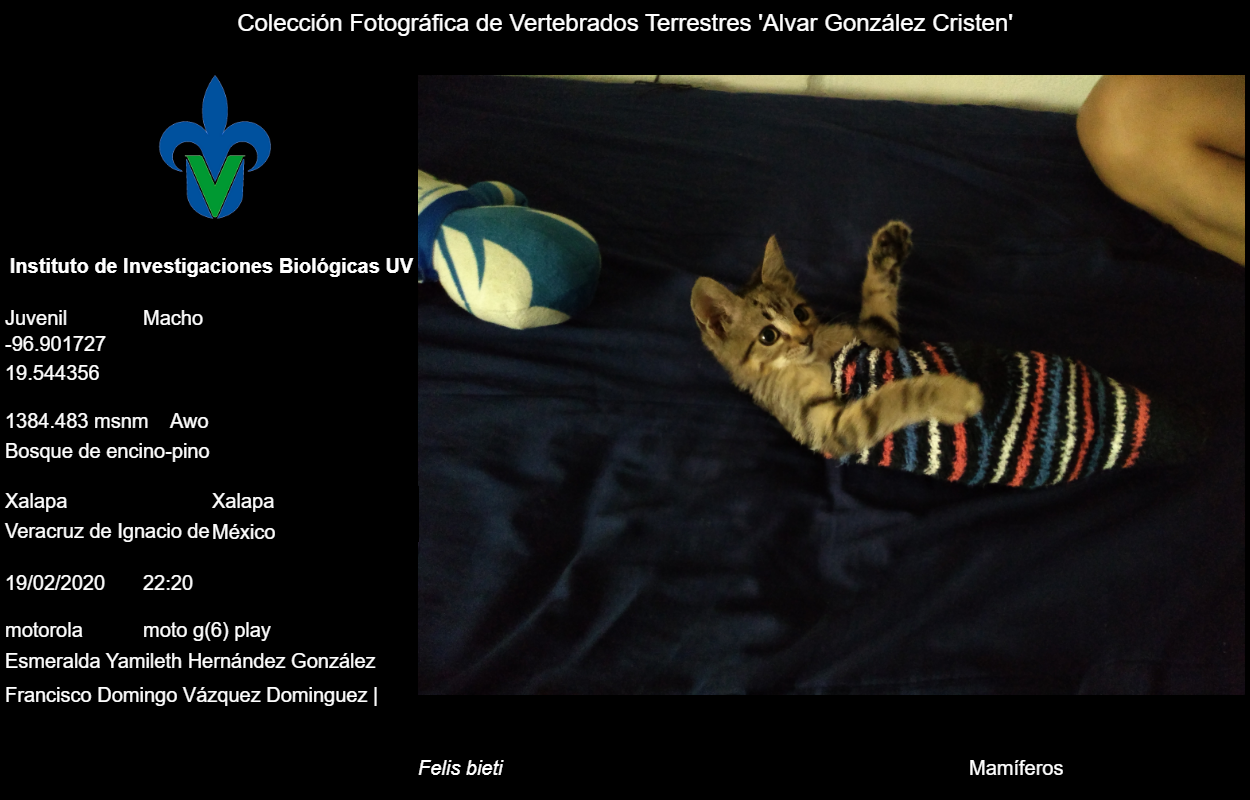 Colección Fotográfica de Vertebrados Terrestres 'Alvar González Cristen'
Instituto de Investigaciones Biológicas UV
Juvenil Macho
-96.901727
19.544356
1384.483 msnm Awo
Bosque de encino-pino
Xalapa Xalapa
Veracruz de Ignacio de México
19/02/2020 22:20
motorola moto g(6) play
Esmeralda Yamileth Hernández González
Francisco Domingo Vázquez Dominguez |
Felis bieti Mamíferos